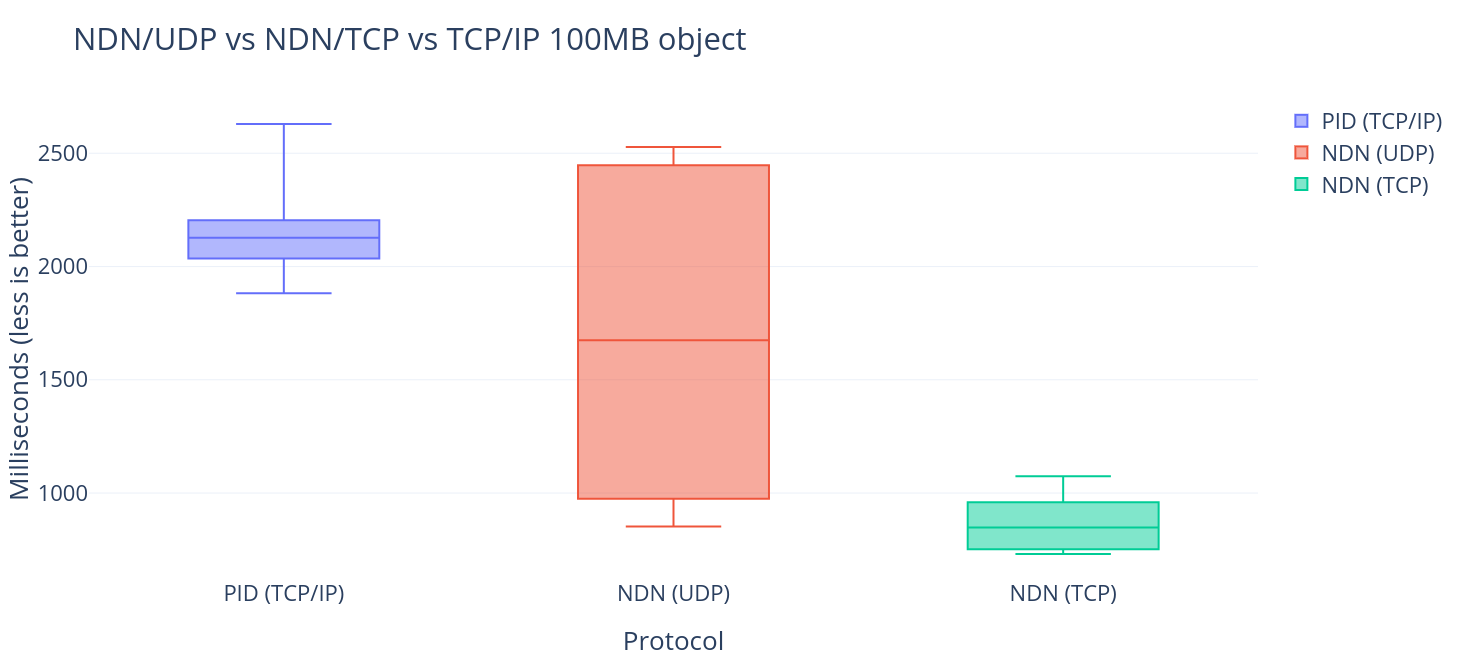 NDN/UDP vs NDN/TCP vs TCP/IP 100MB object
PID (TCP/IP)
NDN (UDP)
NDN (TCP)
Milliseconds (less is better)
2500
2000
1500
1000
PID (TCP/IP)
NDN (UDP)
NDN (TCP)
Protocol